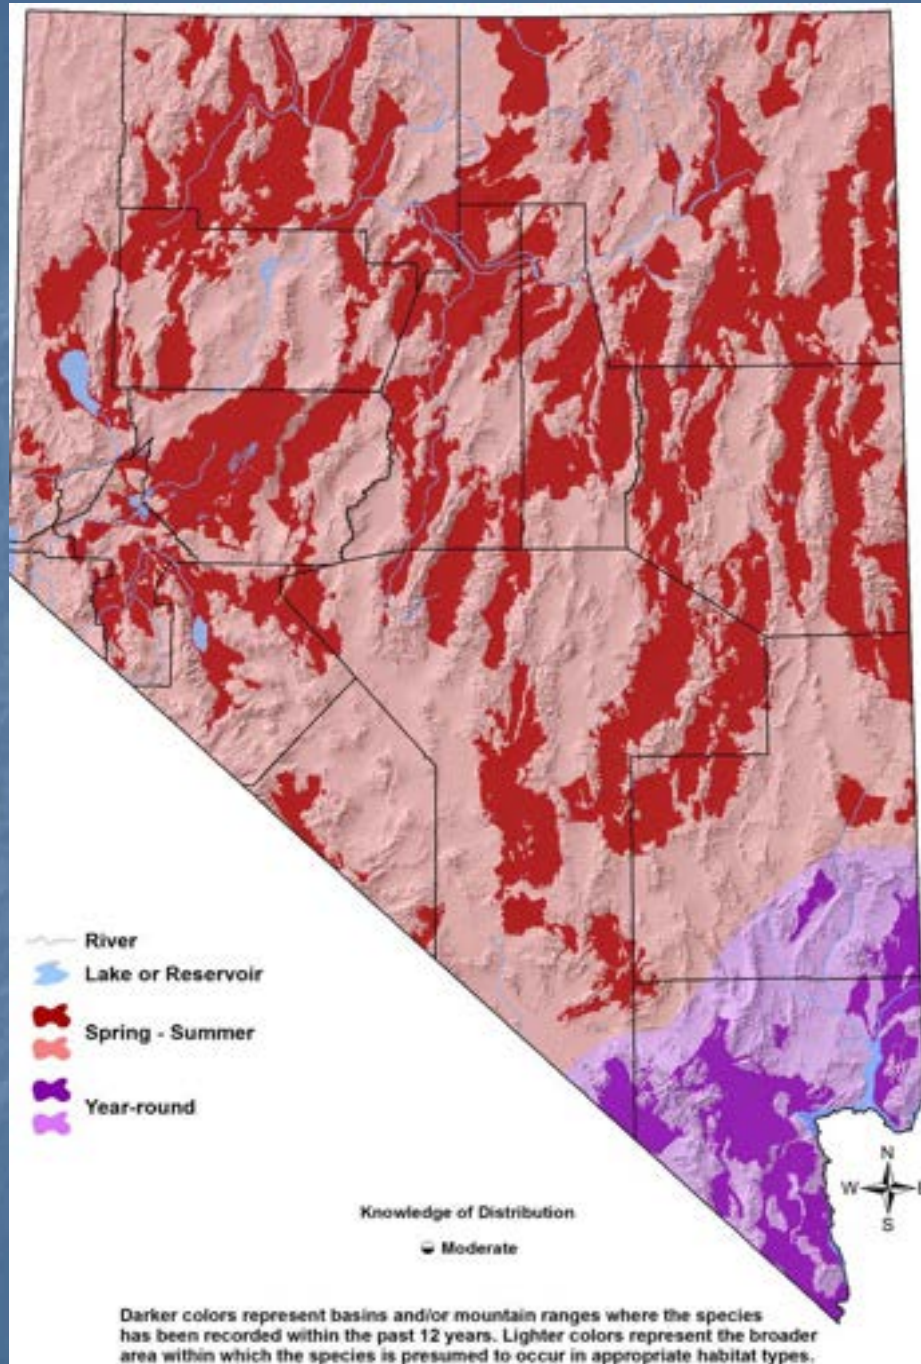 River
Lake or Reservoir
Spring - Summer
Year-round
N
W
S
Knowledge of Distribution
Moderate
Darker colors represent basins and/or mountain ranges where the species
has been recorded within the past 12 years. Lighter colors represent the broader
area within which the species is presumed to occur in appropriate habitat types.